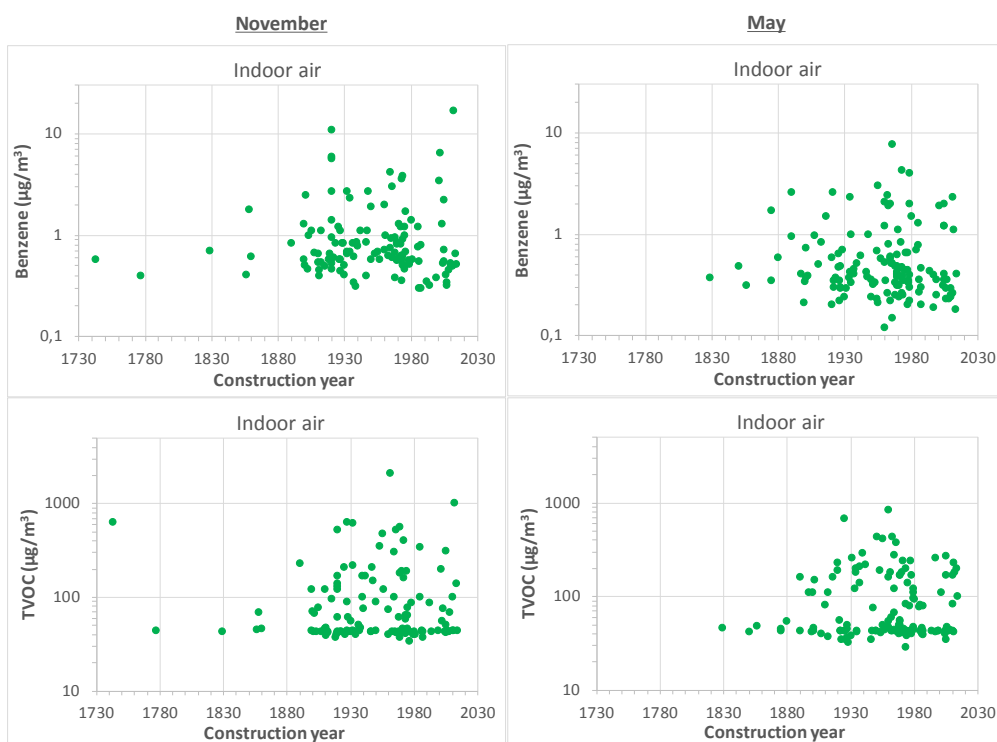 November
May
Indoor air
Benzene (µg/m³)
10
1
0,1
1730 1780 1830 1880 1930 1980 2030
Construction year
Indoor air
Benzene (µg/m³)
10
1
0,1
1730 1780 1830 1880 1930 1980 2030
Construction year
Indoor air
TVOC (µg/m³)
1000
100
10
1730 1780 1830 1880 1930 1980 2030
Construction year
Indoor air
TVOC (µg/m³)
1000
100
10
1730 1780 1830 1880 1930 1980 2030
Construction year